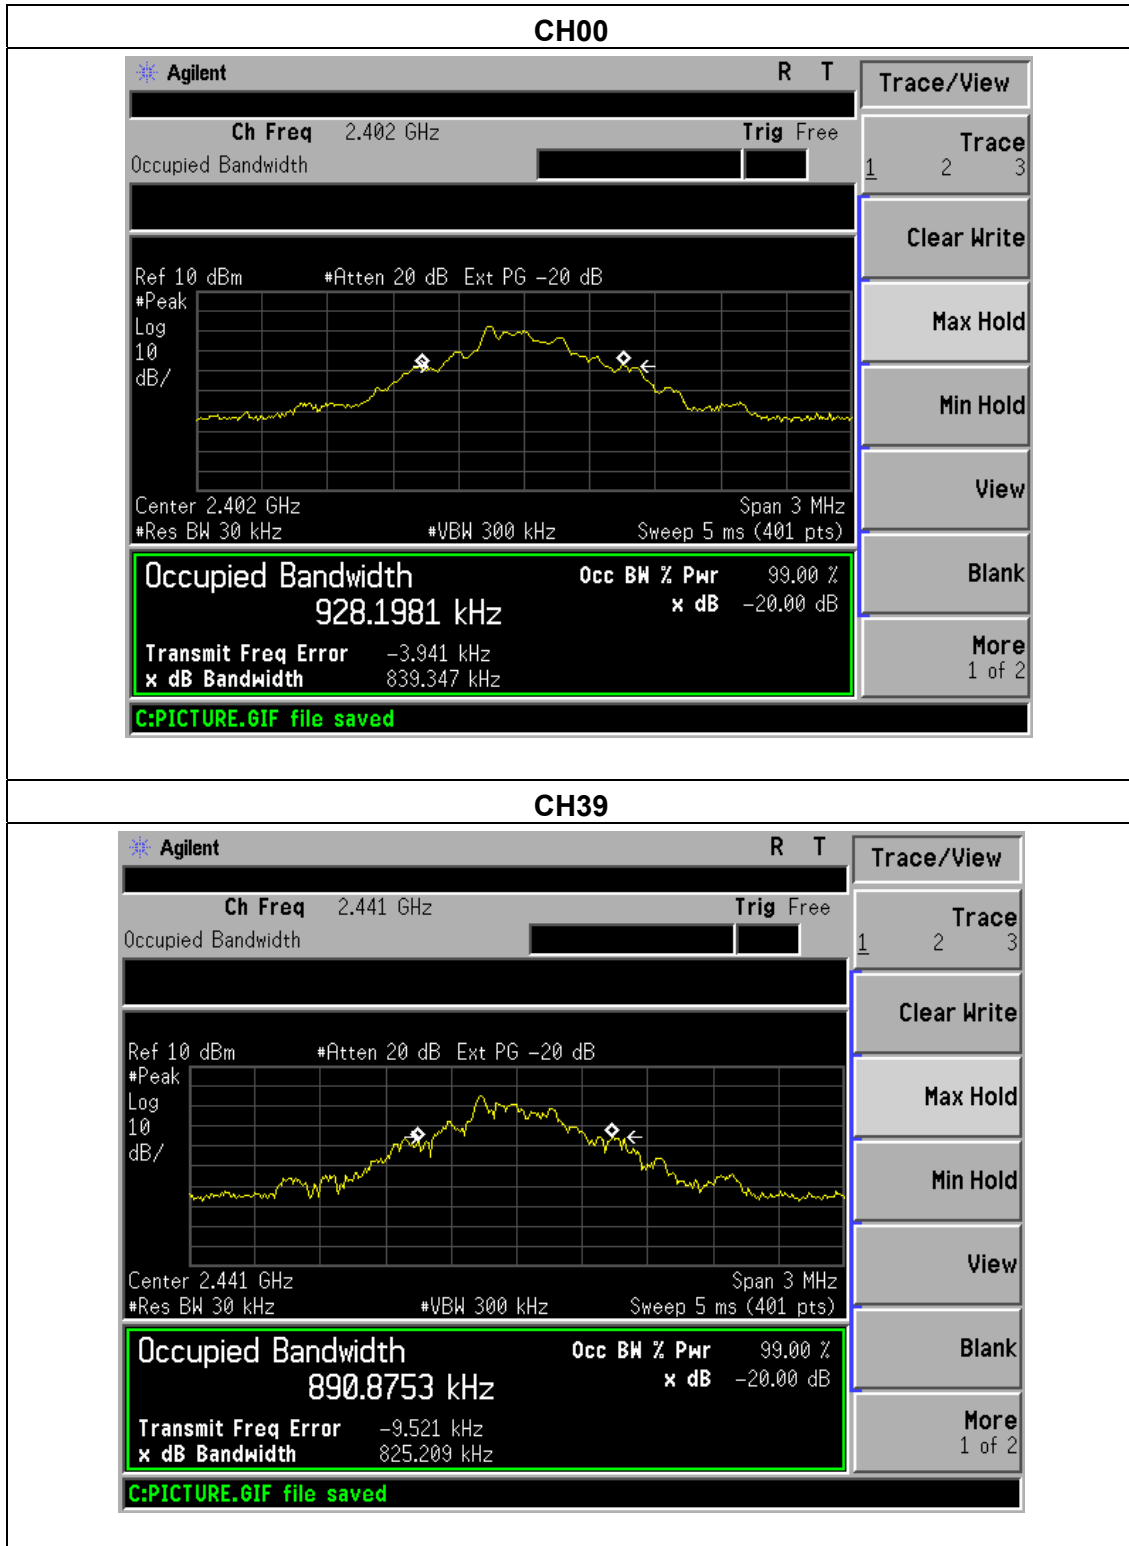 CH00
Agilent R T
Trace/View
Ch Freq 2.402 GHz Trig Free
Occupied Bandwidth
Trace
1 2 3
Clear Write
Ref 10 dBm #Atten 20 dB Ext PG −20 dB
#Peak
Log
10
dB/
Max Hold
Min Hold
View
Center 2.402 GHz Span 3 MHz
#Res BW 30 kHz #VBW 300 kHz Sweep 5 ms (401 pts)
Occupied Bandwidth Occ BW % Pwr 99.00 %
928.1981 kHz x dB −20.00 dB
Blank
Transmit Freq Error −3.941 kHz
x dB Bandwidth 839.347 kHz
More
1 of 2
C:PICTURE.GIF file saved
CH39
Agilent R T
Trace/View
Ch Freq 2.441 GHz Trig Free
Occupied Bandwidth
Trace
1 2 3
Clear Write
Ref 10 dBm #Atten 20 dB Ext PG −20 dB
#Peak
Log
10
dB/
Max Hold
Min Hold
View
Center 2.441 GHz Span 3 MHz
#Res BW 30 kHz #VBW 300 kHz Sweep 5 ms (401 pts)
Occupied Bandwidth Occ BW % Pwr 99.00 %
890.8753 kHz x dB −20.00 dB
Blank
Transmit Freq Error −9.521 kHz
x dB Bandwidth 825.209 kHz
More
1 of 2
C:PICTURE.GIF file saved